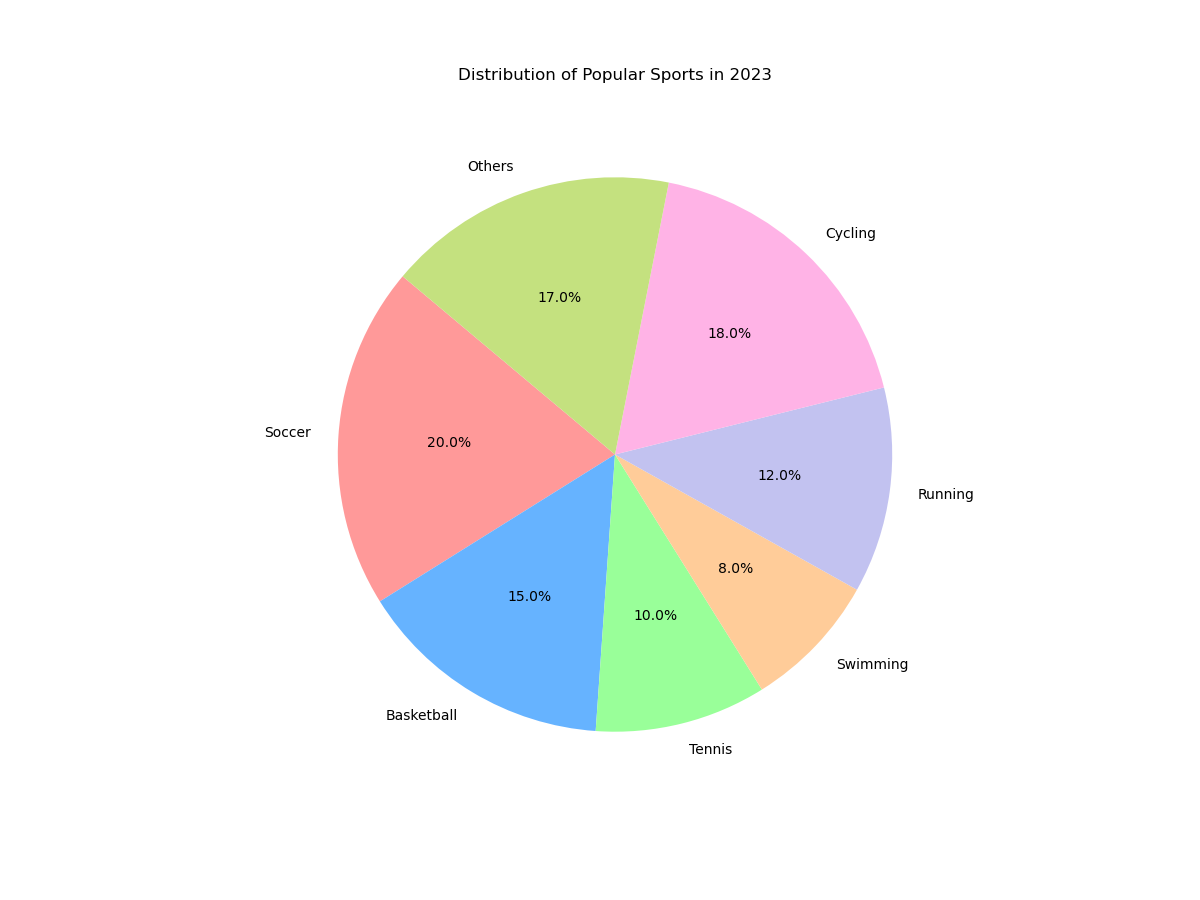 Distribution of Popular Sports in 2023
Others
Cycling
17.0%
18.0%
Soccer
20.0%
12.0%
Running
8.0%
15.0%
10.0%
Swimming
Basketball
Tennis